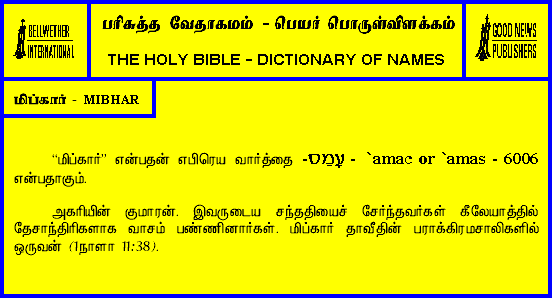 BELLWETHER
INTERNATIONAL
பரிசுத்த வேதாகமம் - பெயர் பொருள்விளக்கம்
THE HOLY BIBLE - DICTIONARY OF NAMES
GOOD NEWS
PUBLISHERS
மிப்கார் - MIBHAR
“மிப்கார்” என்பதன் எபிரெய வார்த்தை -עָמַס - `amac or `amas - 6006
என்பதாகும்.
அகரியின் குமாரன். இவருடைய சந்ததியைச் சேர்ந்தவர்கள் கீலேயாத்தில்
தேசாந்திரிகளாக வாசம் பண்ணினார்கள். மிப்கார் தாவீதின் பராக்கிரமசாலிகளில்
ஒருவன் (1நாளா 11:38).